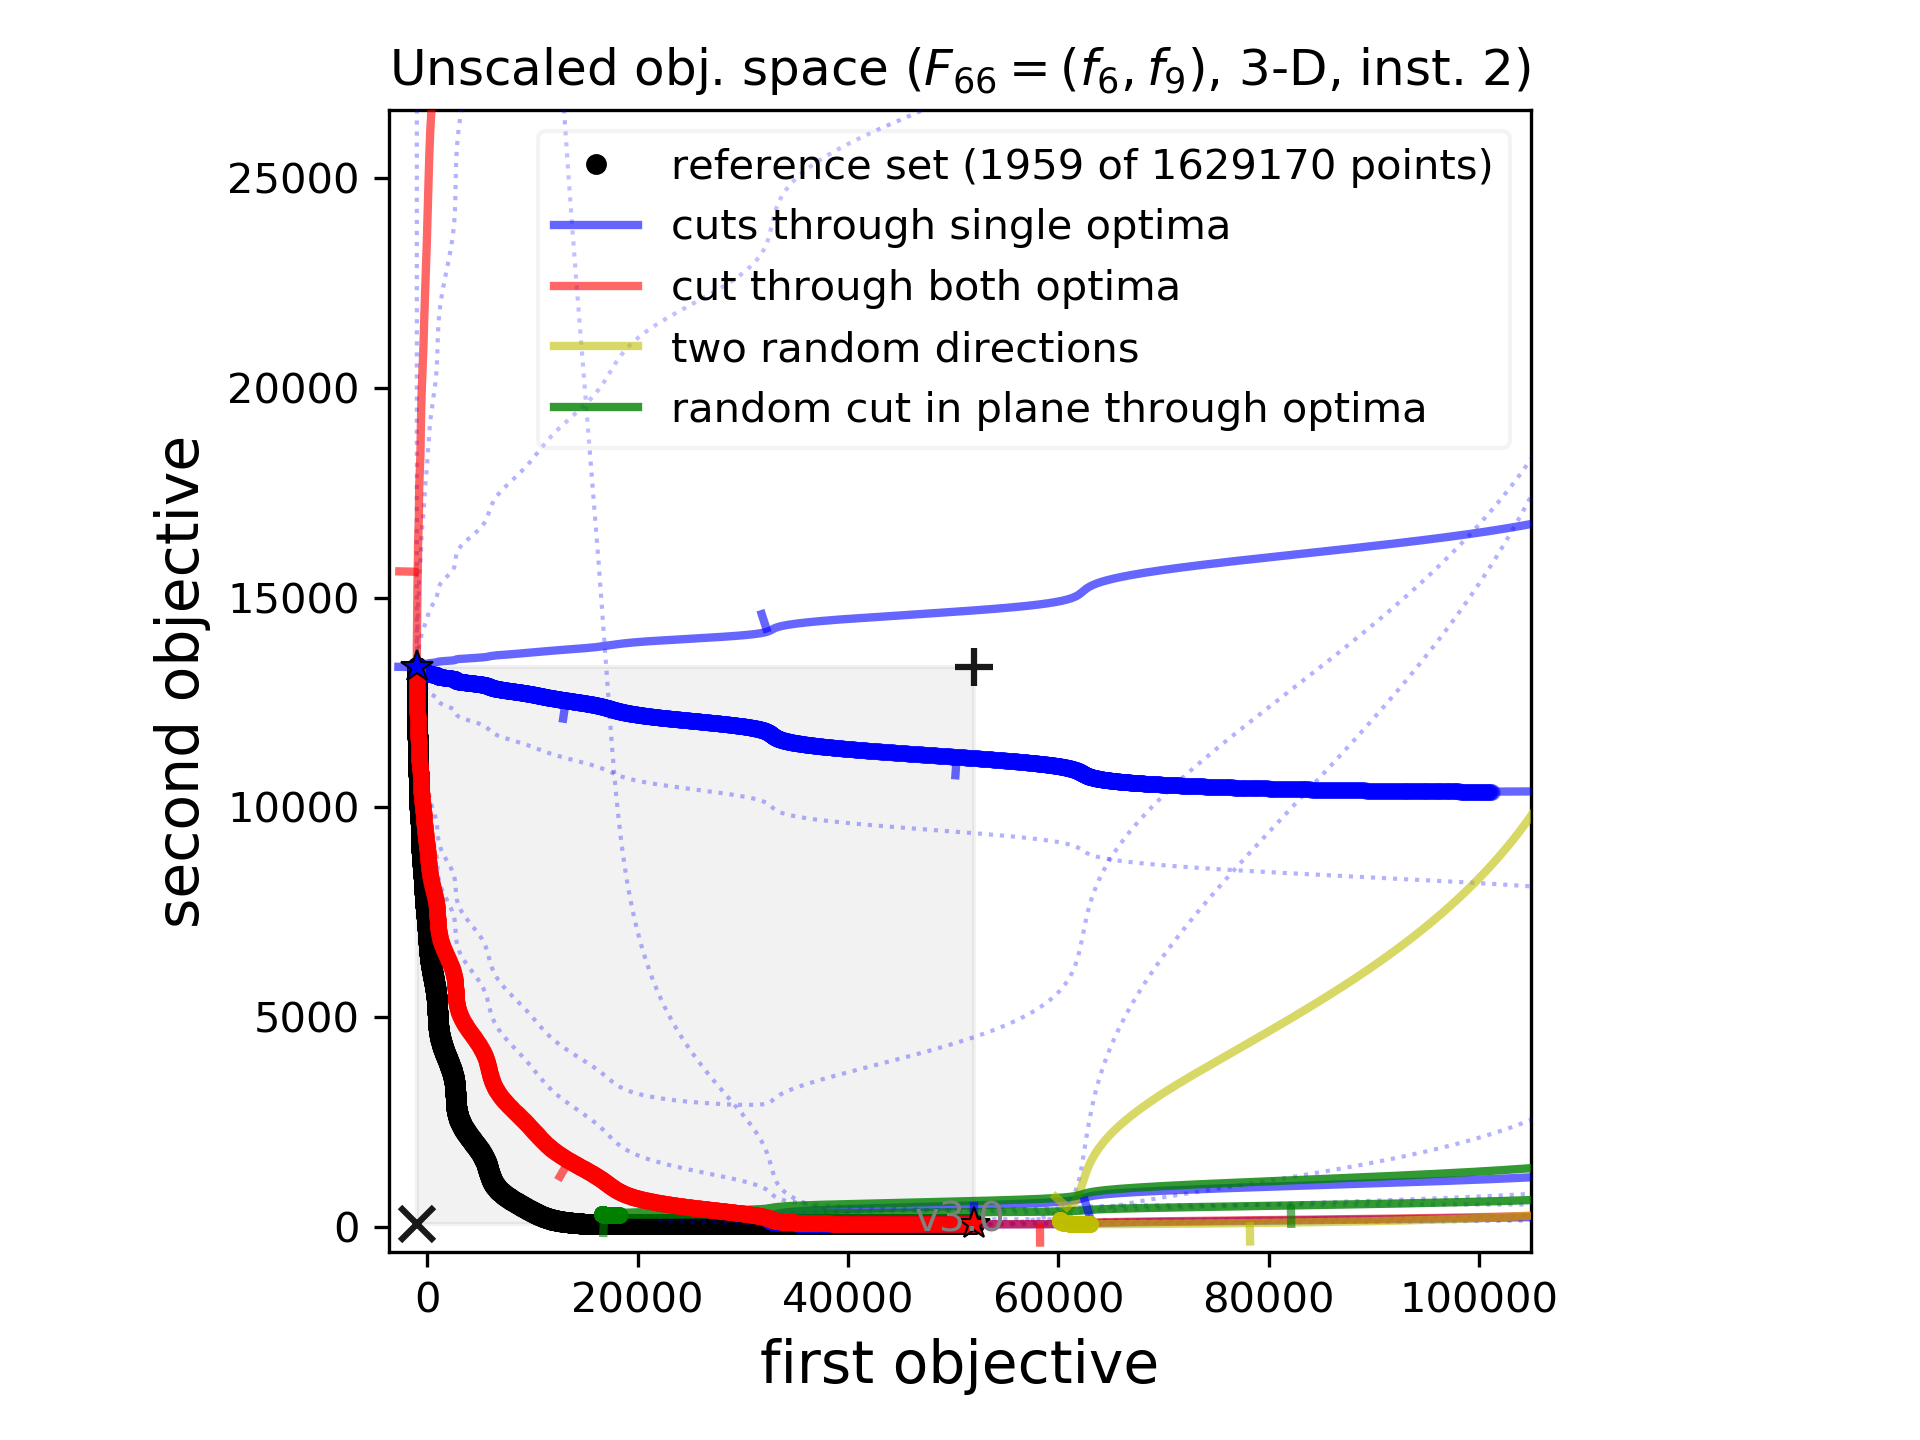 Unscaled obj. space (F66 = (f6, f9), 3-D, inst. 2)
reference set (1959 of 1629170 points)
cuts through single optima
cut through both optima
two random directions
random cut in plane through optima
second objective
25000
20000
15000
10000
5000
0
v3.0
0 20000 40000 60000 80000 100000
first objective